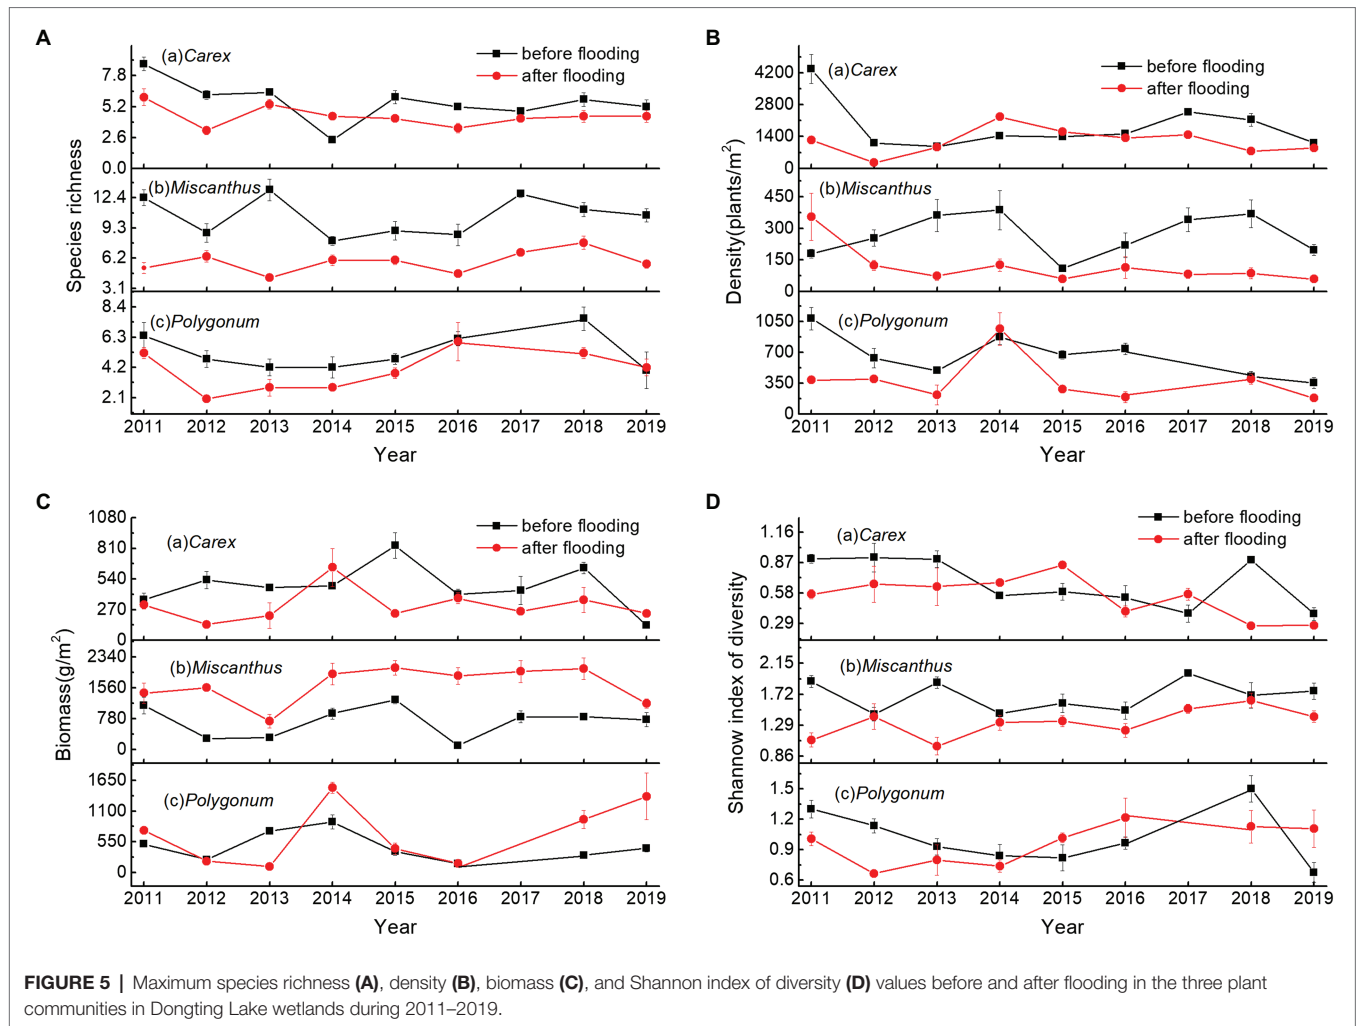 A
(a)Carex
before flooding
after flooding
7.8
5.2
2.6
0.0
(b)Miscanthus
12.4
9.3
6.2
3.1
(c)Polygonum
8.4
6.3
4.2
2.1
Species richness
2011 2012 2013 2014 2015 2016 2017 2018 2019
Year
B
(a)Carex
before flooding
after flooding
4200
2800
1400
0
(b)Miscanthus
450
300
150
0
(c)Polygonum
1050
700
350
0
Density(plants/m²)
2011 2012 2013 2014 2015 2016 2017 2018 2019
Year
C
(a)Carex
before flooding
after flooding
1080
810
540
270
0
(b)Miscanthus
2340
1560
780
0
(c)Polygonum
1650
1100
550
0
Biomass(g/m²)
2011 2012 2013 2014 2015 2016 2017 2018 2019
Year
D
(a)Carex
before flooding
after flooding
1.16
0.87
0.58
0.29
(b)Miscanthus
2.15
1.72
1.29
0.86
(c)Polygonum
1.5
1.2
0.9
0.6
Shannow index of diversity
2011 2012 2013 2014 2015 2016 2017 2018 2019
Year
FIGURE 5 | Maximum species richness (A), density (B), biomass (C), and Shannon index of diversity (D) values before and after flooding in the three plant
communities in Dongting Lake wetlands during 2011–2019.